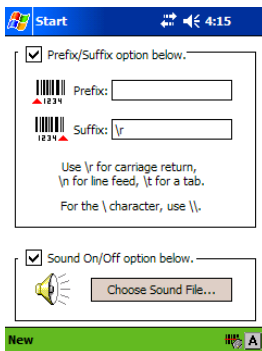 Start 4:15
Prefix/Suffix option below.
1234 Prefix:
1234 Suffix: \r
Use \r for carriage return,
\n for line feed, \t for a tab.
For the \ character, use \\.
Sound On/Off option below.
Choose Sound File...
New A